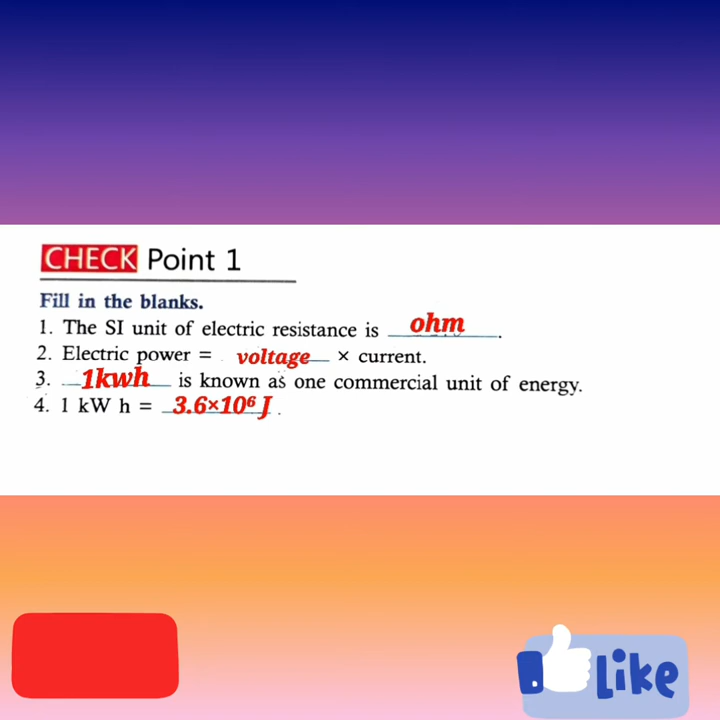 CHECK Point 1
Fill in the blanks.
1. The SI unit of electric resistance is ohm.
2. Electric power = voltage × current.
3. 1kwh is known as one commercial unit of energy.
4. 1 kW h = 3.6×10⁶ J.
Like